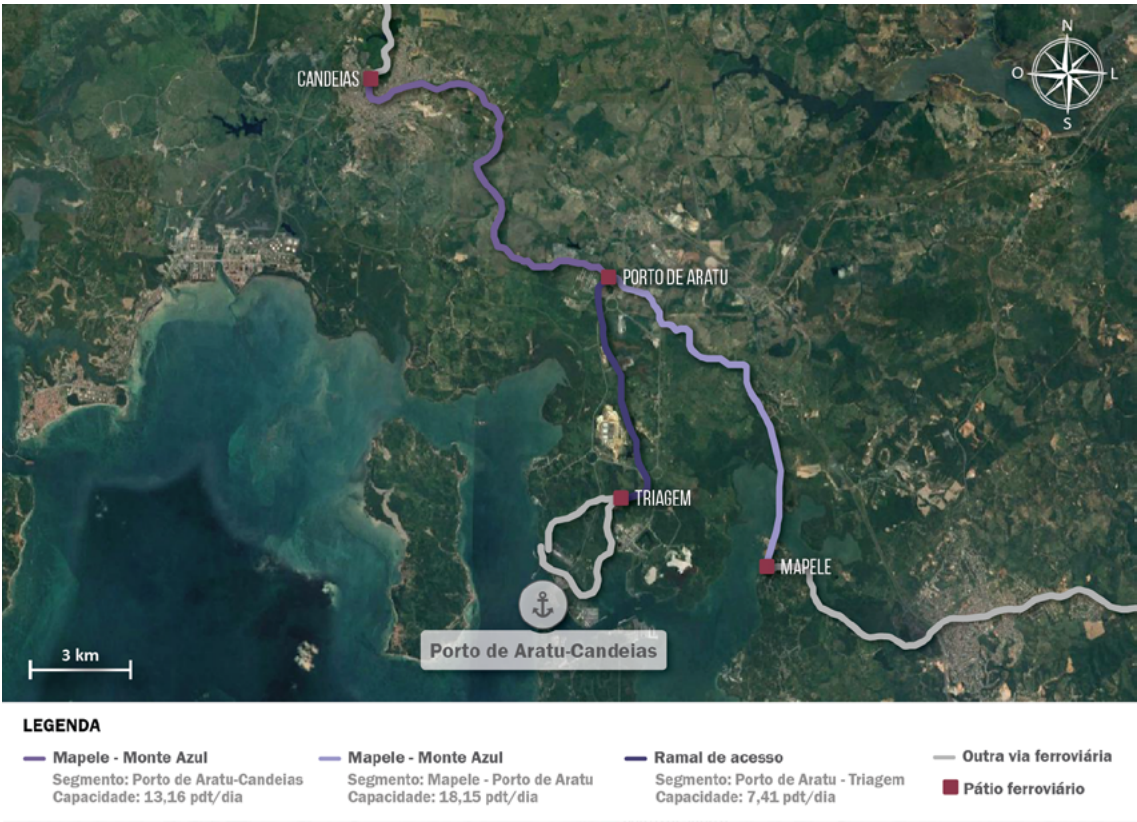 N
O
L
S
CANDEIAS
PORTO DE ARATU
TRIAGEM
MAPELE
Porto de Aratu-Candeias
3 km
LEGENDA
Mapele - Monte Azul
Segmento: Porto de Aratu-Candeias
Capacidade: 13,16 pdt/dia
Mapele - Monte Azul
Segmento: Mapele - Porto de Aratu
Capacidade: 18,15 pdt/dia
Ramal de acesso
Segmento: Porto de Aratu - Triagem
Capacidade: 7,41 pdt/dia
Outra via ferroviária
Pátio ferroviário